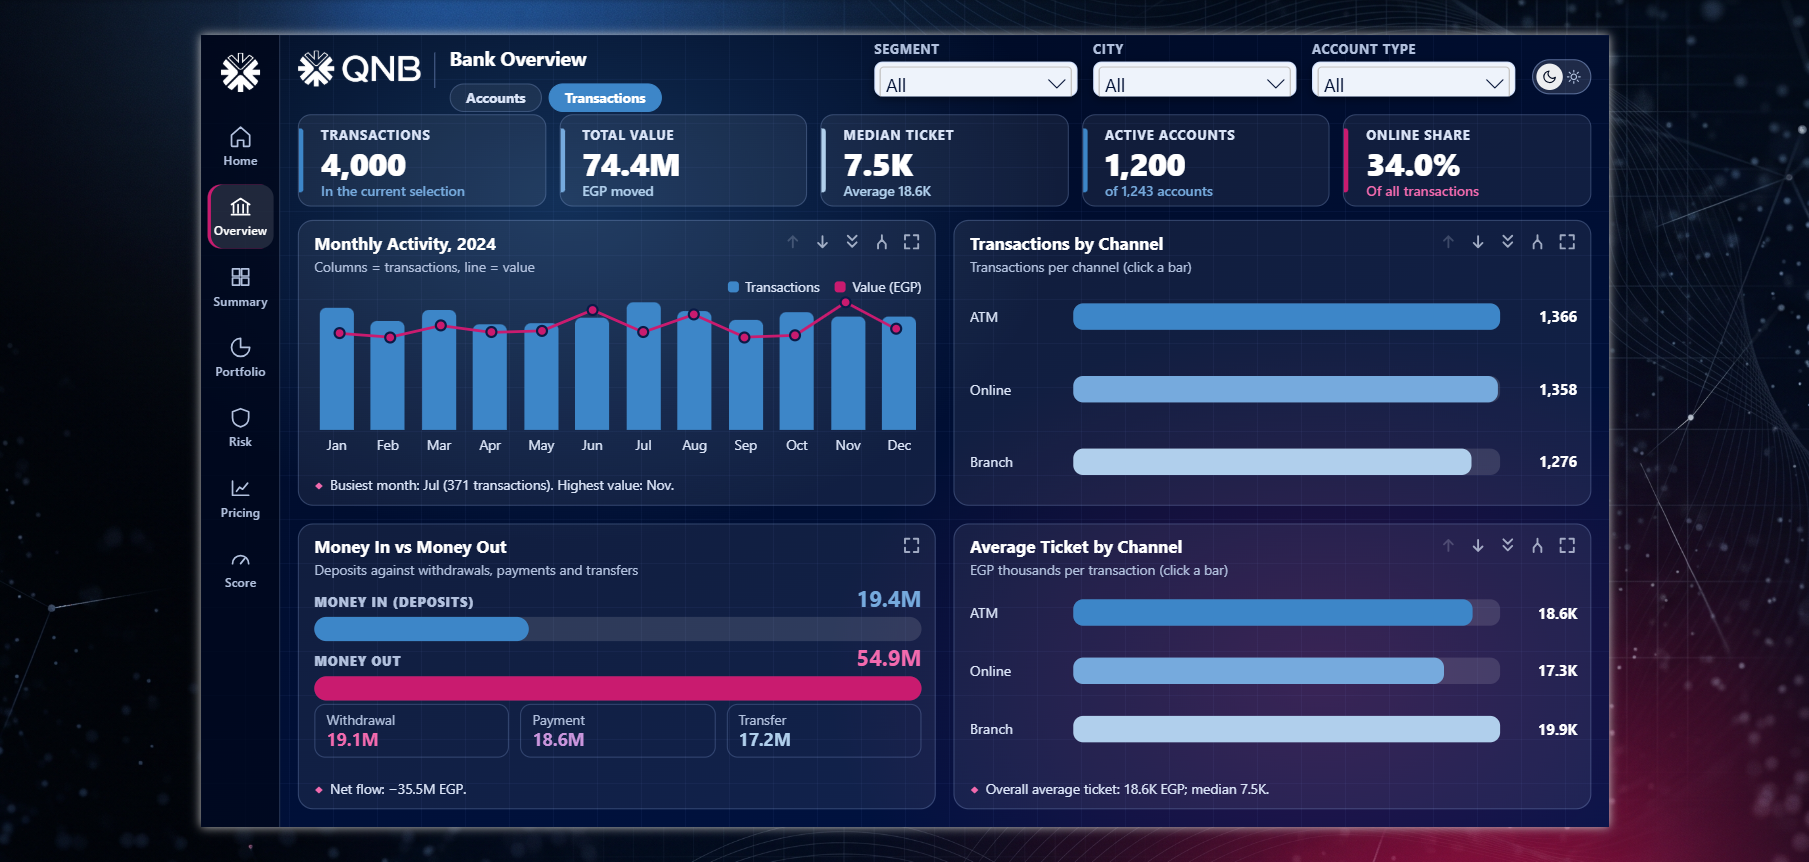 QNB
Bank Overview
Accounts
Transactions
SEGMENT
All
CITY
All
ACCOUNT TYPE
All
Home
Overview
Summary
Portfolio
Risk
Pricing
Score
TRANSACTIONS
4,000
In the current selection
TOTAL VALUE
74.4M
EGP moved
MEDIAN TICKET
7.5K
Average 18.6K
ACTIVE ACCOUNTS
1,200
of 1,243 accounts
ONLINE SHARE
34.0%
Of all transactions
Monthly Activity, 2024
Columns = transactions, line = value
Transactions
Value (EGP)
Jan Feb Mar Apr May Jun Jul Aug Sep Oct Nov Dec
Busiest month: Jul (371 transactions). Highest value: Nov.
Transactions by Channel
Transactions per channel (click a bar)
ATM 1,366
Online 1,358
Branch 1,276
Money In vs Money Out
Deposits against withdrawals, payments and transfers
MONEY IN (DEPOSITS) 19.4M
MONEY OUT 54.9M
Withdrawal
19.1M
Payment
18.6M
Transfer
17.2M
Net flow: −35.5M EGP.
Average Ticket by Channel
EGP thousands per transaction (click a bar)
ATM 18.6K
Online 17.3K
Branch 19.9K
Overall average ticket: 18.6K EGP; median 7.5K.